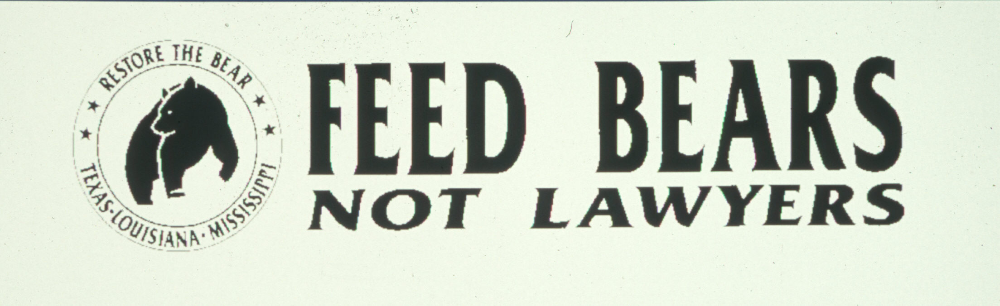 RESTORE THE BEAR
TEXAS·LOUISIANA·MISSISSIPPI
FEED BEARS
NOT LAWYERS